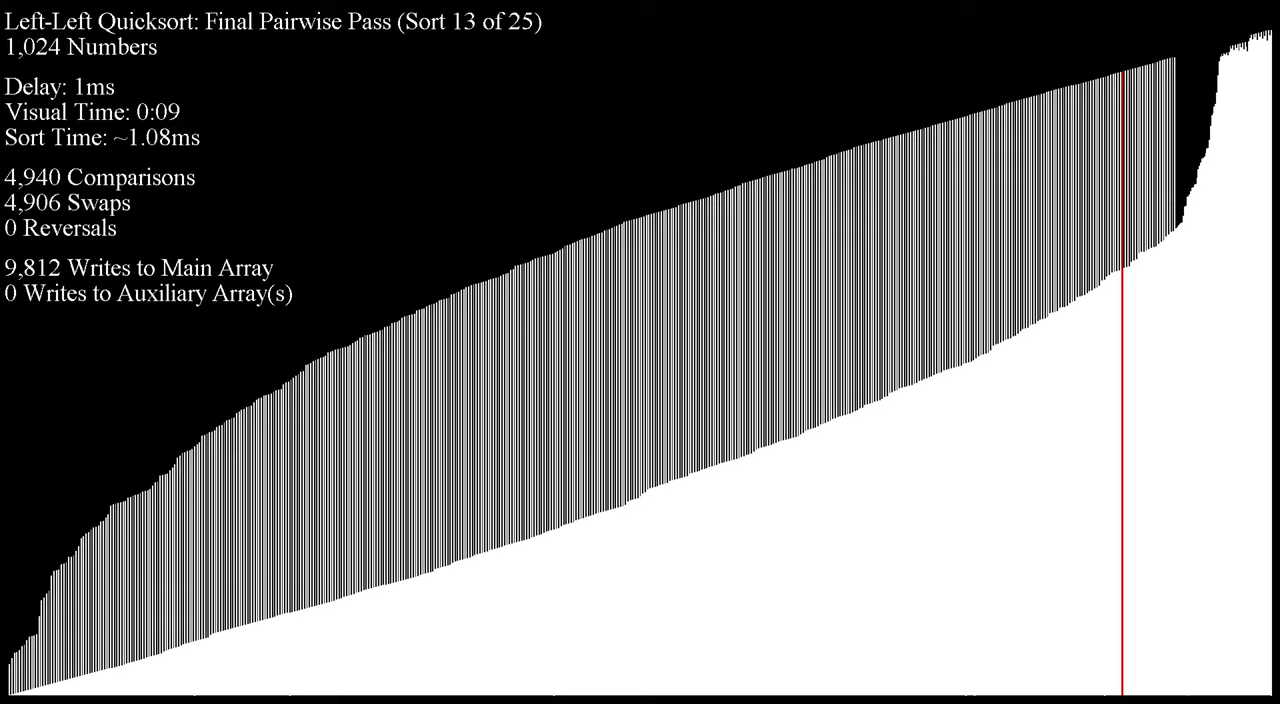 Left-Left Quicksort: Final Pairwise Pass (Sort 13 of 25)
1,024 Numbers
Delay: 1ms
Visual Time: 0:09
Sort Time: ~1.08ms
4,940 Comparisons
4,906 Swaps
0 Reversals
9,812 Writes to Main Array
0 Writes to Auxiliary Array(s)